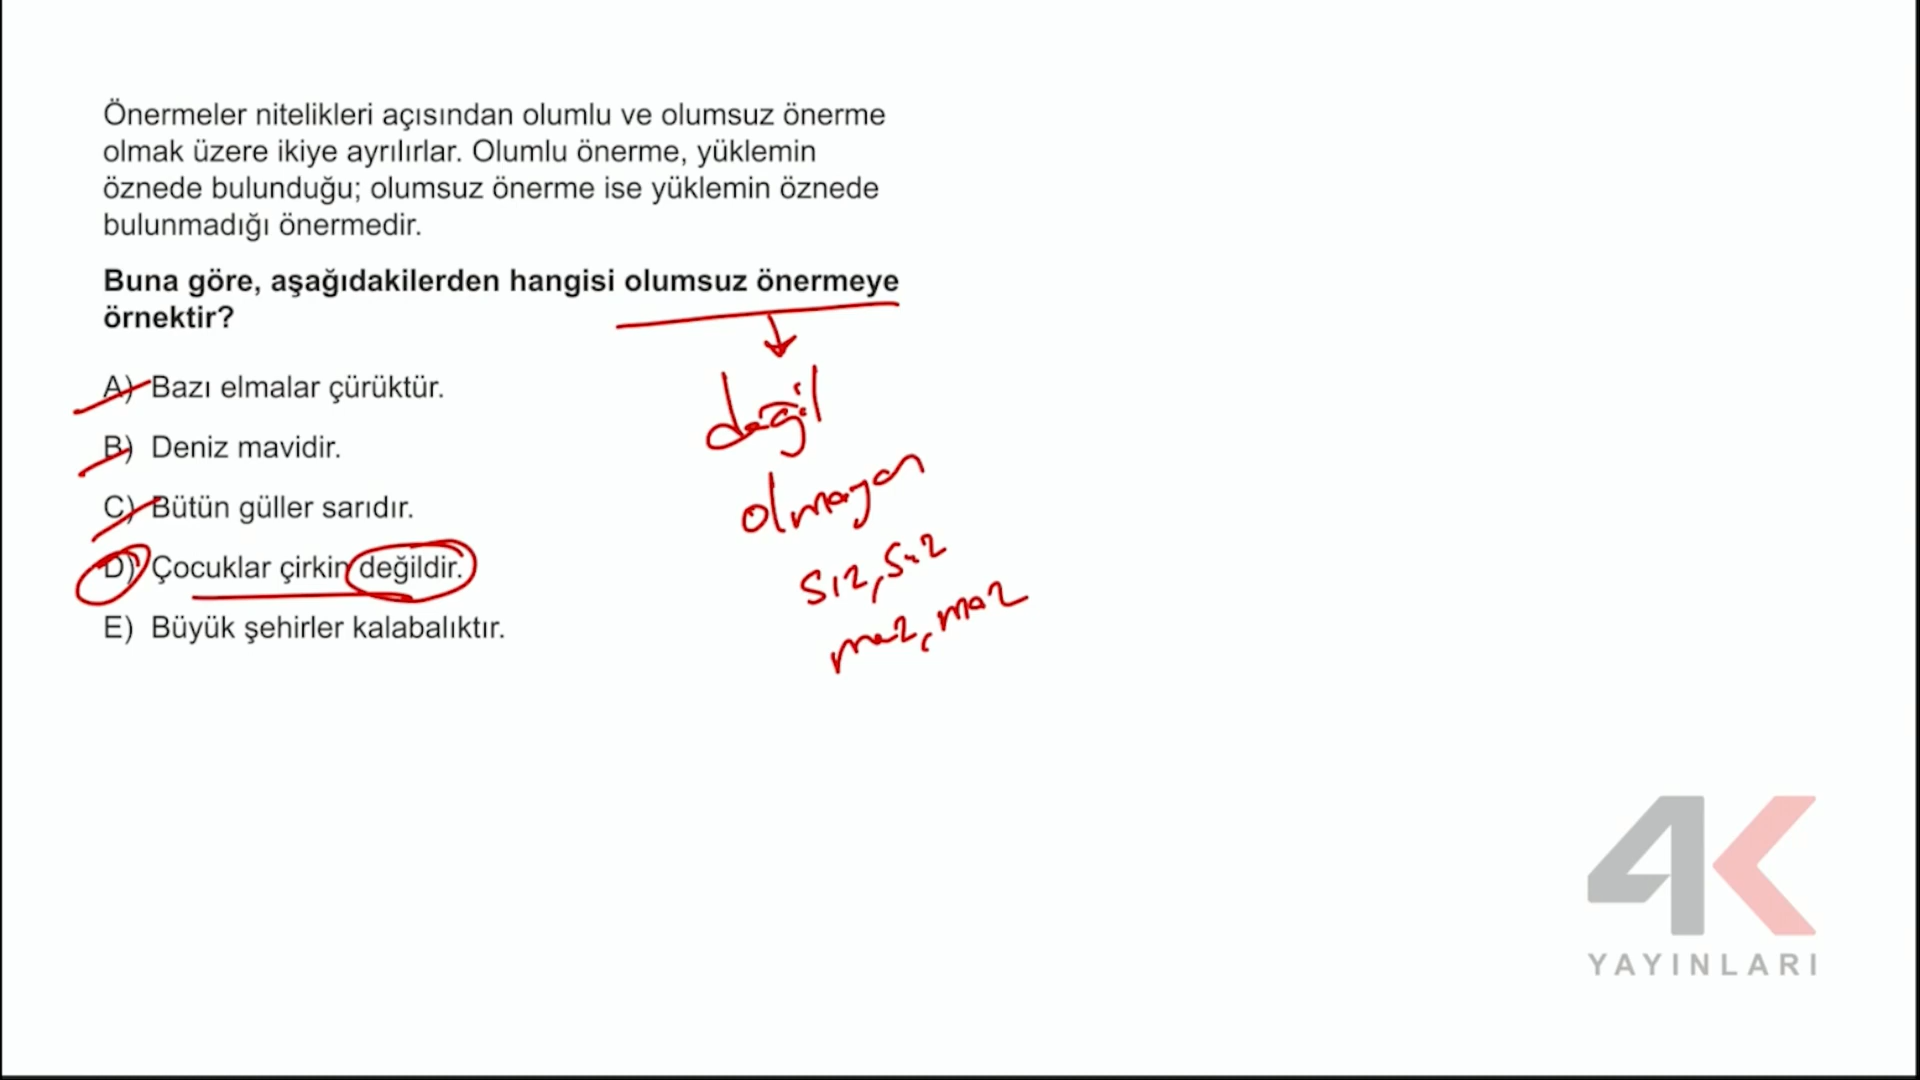 Önermeler nitelikleri açısından olumlu ve olumsuz önerme
olmak üzere ikiye ayrılırlar. Olumlu önerme, yüklemin
öznede bulunduğu; olumsuz önerme ise yüklemin öznede
bulunmadığı önermedir.
Buna göre, aşağıdakilerden hangisi olumsuz önermeye
örnektir?
A) Bazı elmalar çürüktür.
B) Deniz mavidir.
C) Bütün güller sarıdır.
D) Çocuklar çirkin değildir.
E) Büyük şehirler kalabalıktır.
değil
olmayan
sız, siz
mez, maz
4K
YAYINLARI